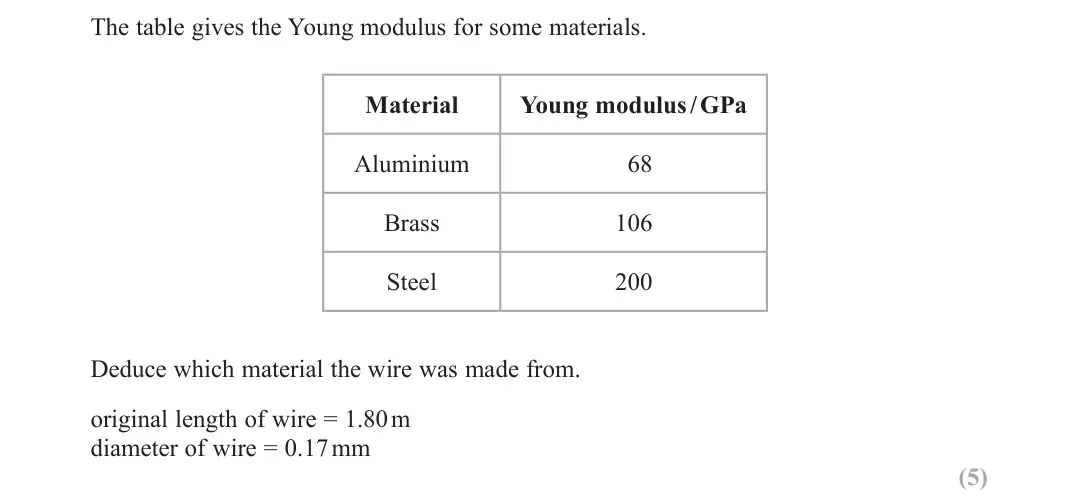 The table gives the Young modulus for some materials.
Material Young modulus / GPa
Aluminium 68
Brass 106
Steel 200
Deduce which material the wire was made from.
original length of wire = 1.80 m
diameter of wire = 0.17 mm
(5)